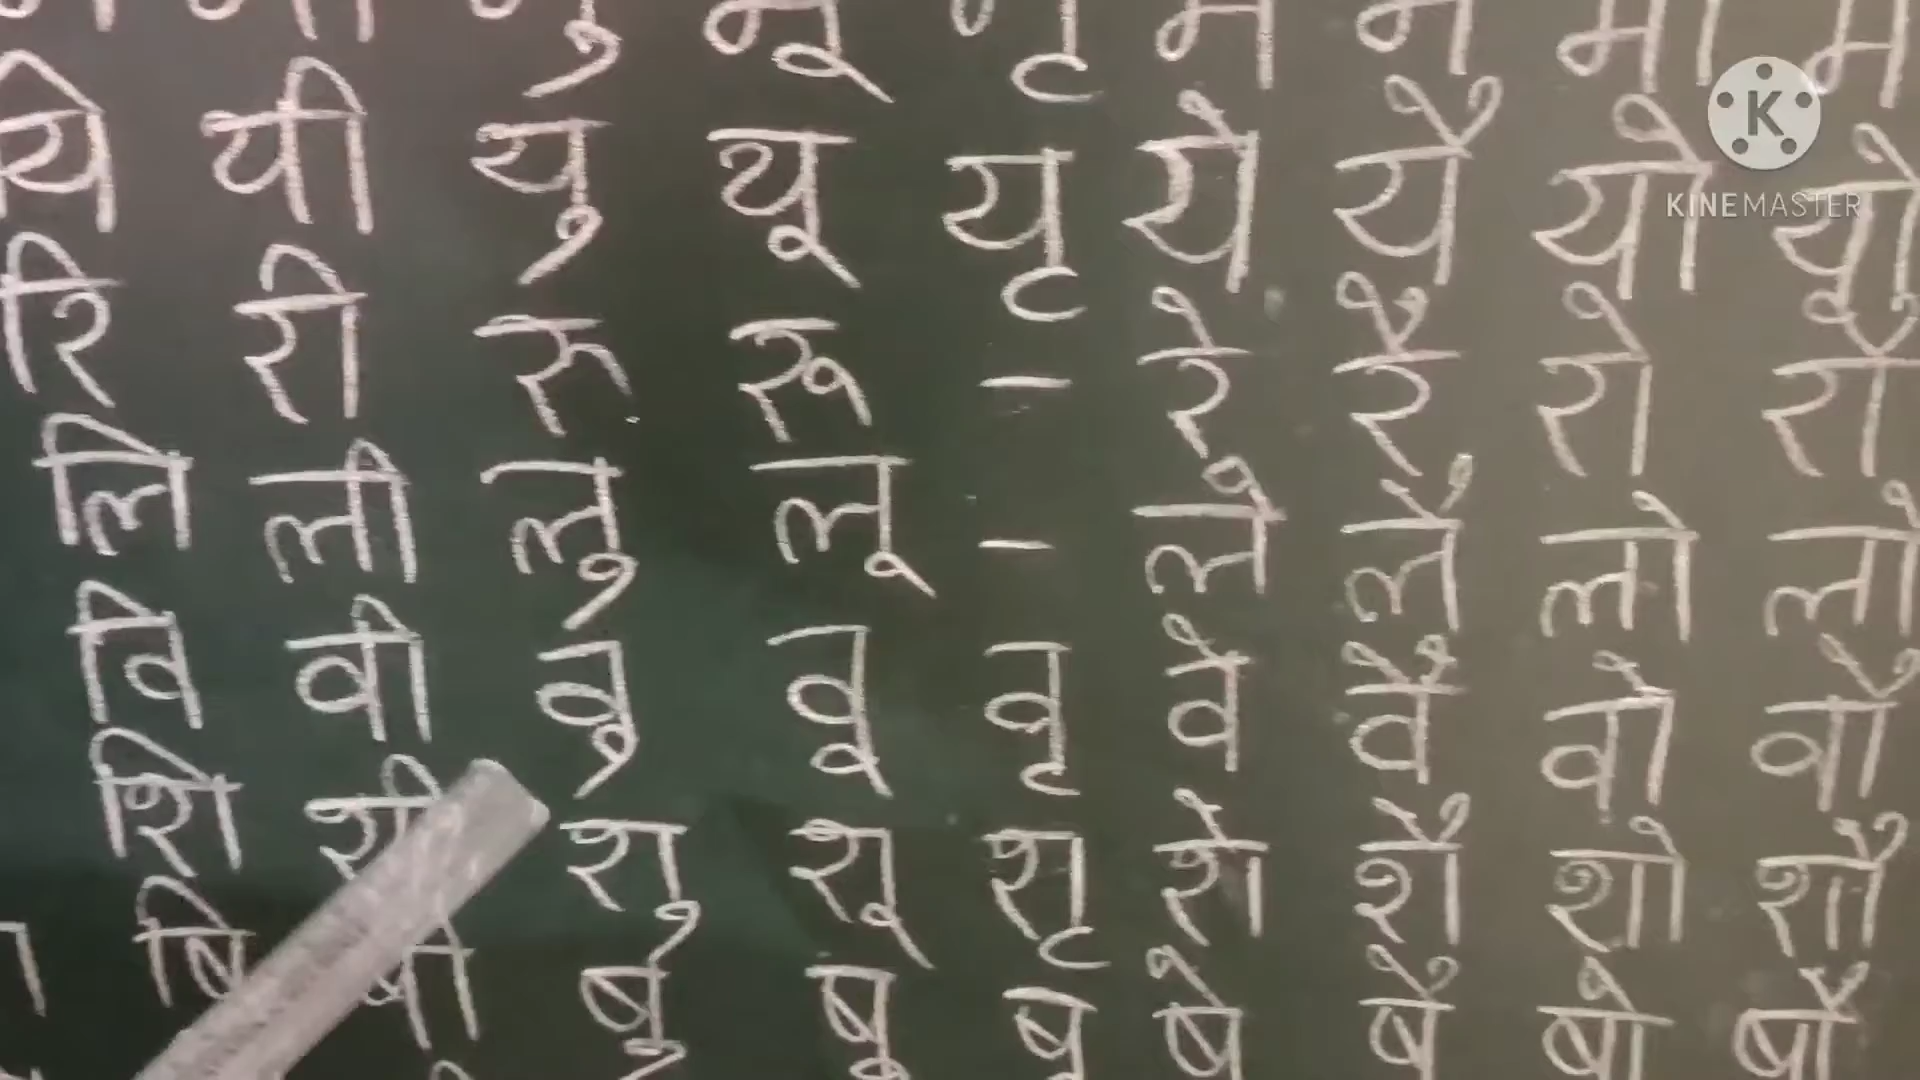 यि यी यु यू यृ ये यै यो यौ
रि री रु रू - रे रै रो रौ
लि ली लु लू - ले लै लो लौ
वि वी वु वू वृ वे वै वो वौ
शि शी शु शू शृ शे शै शो शौ
षि षी षु षू षृ षे षै षो षौ
K
KINEMASTER